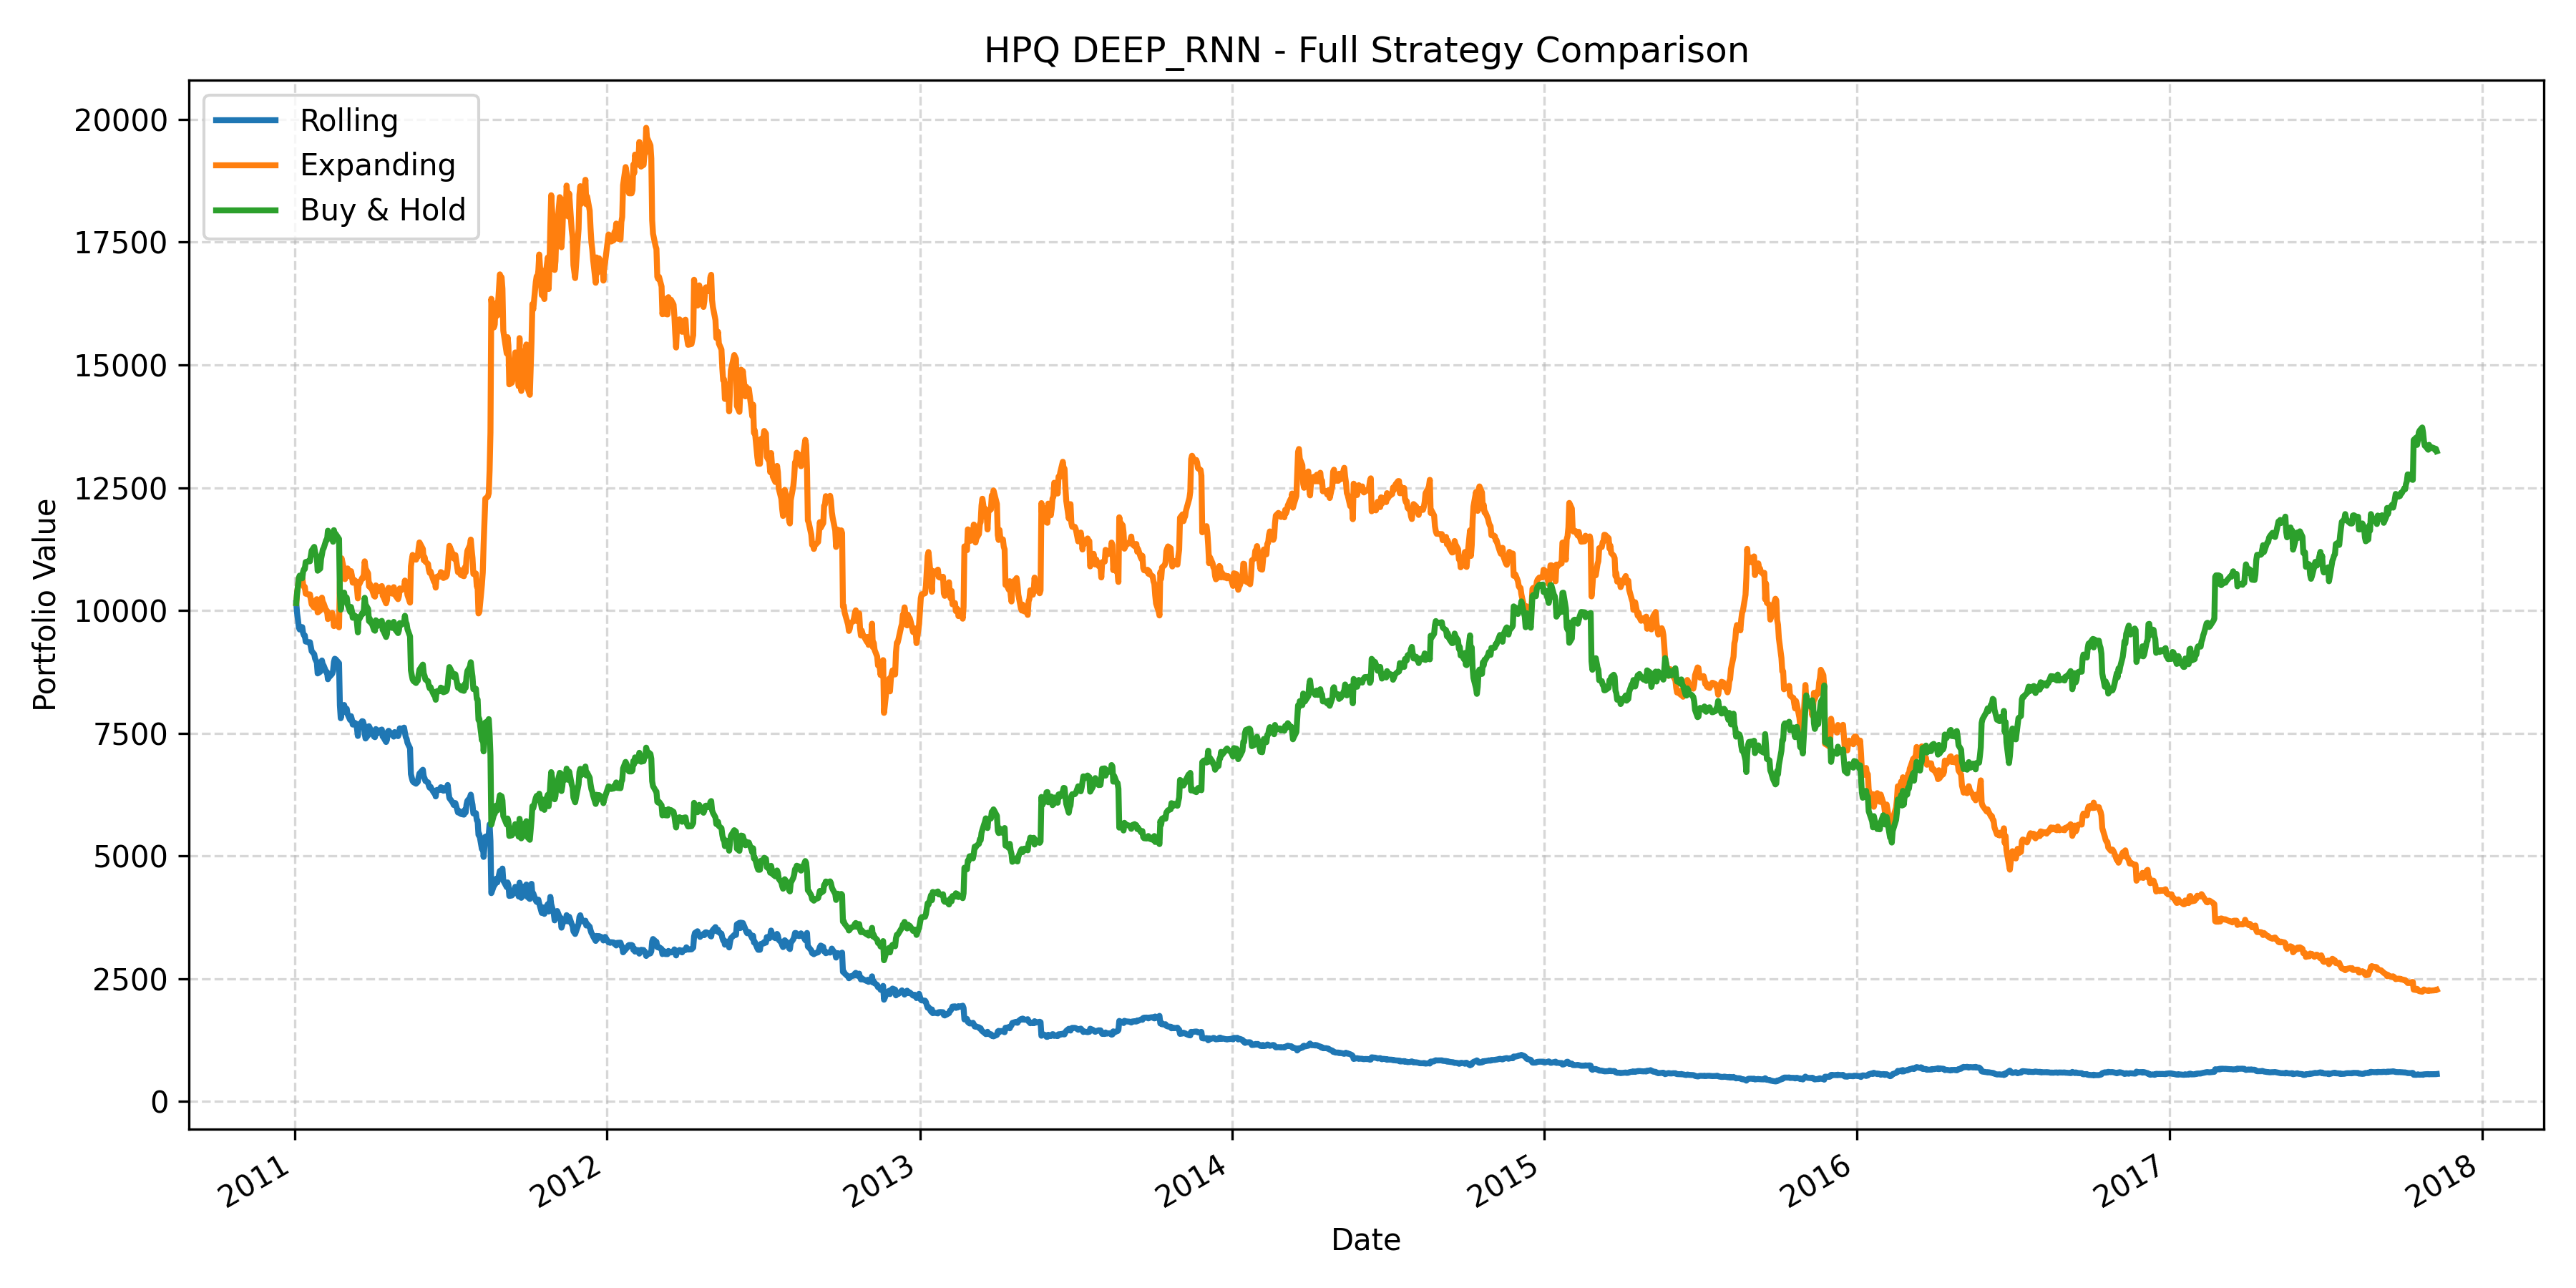 HPQ DEEP_RNN - Full Strategy Comparison
Rolling
Expanding
Buy & Hold
Portfolio Value
20000
17500
15000
12500
10000
7500
5000
2500
0
2011
2012
2013
2014
2015
2016
2017
2018
Date